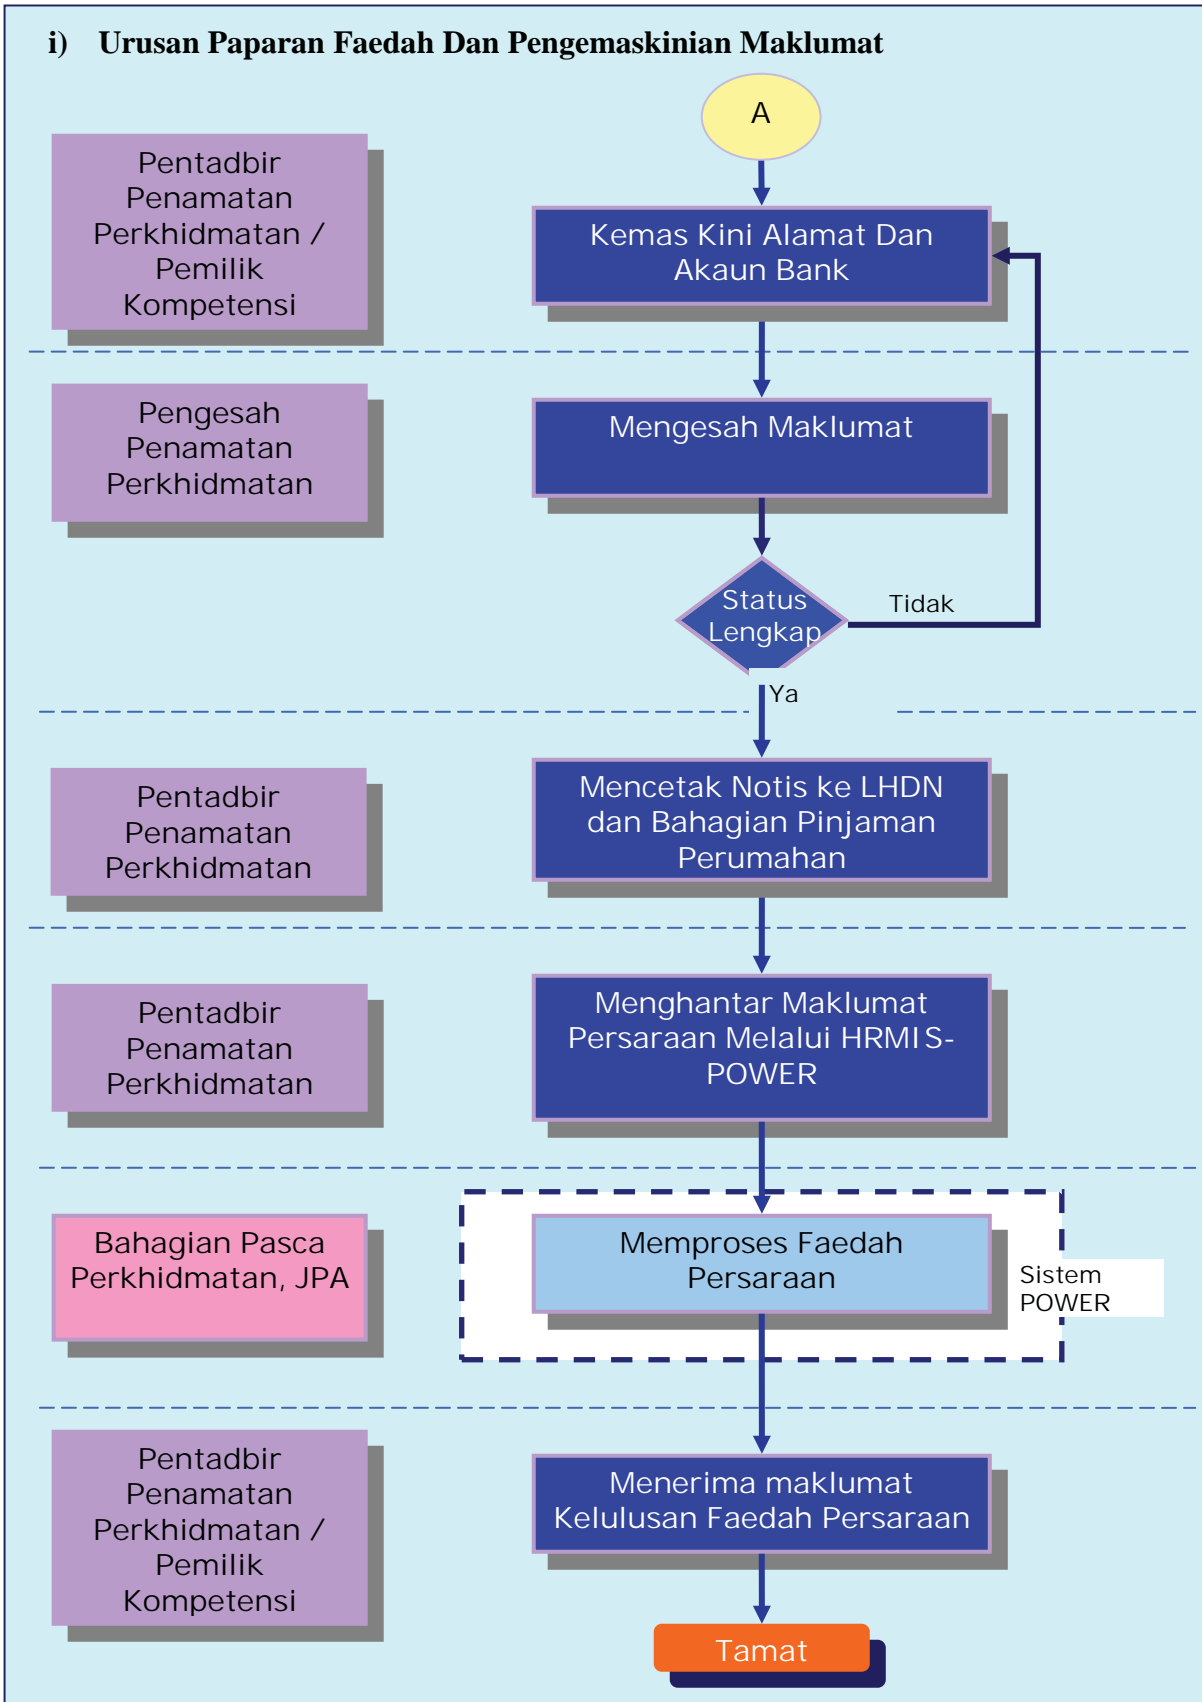 i) Urusan Paparan Faedah Dan Pengemaskinian Maklumat
A
Pentadbir
Penamatan
Perkhidmatan /
Pemilik
Kompetensi
Kemas Kini Alamat Dan
Akaun Bank
Pengesah
Penamatan
Perkhidmatan
Mengesah Maklumat
Status
Lengkap
Tidak
Ya
Pentadbir
Penamatan
Perkhidmatan
Mencetak Notis ke LHDN
dan Bahagian Pinjaman
Perumahan
Pentadbir
Penamatan
Perkhidmatan
Menghantar Maklumat
Persaraan Melalui HRMIS-
POWER
Bahagian Pasca
Perkhidmatan, JPA
Memproses Faedah
Persaraan
Sistem
POWER
Pentadbir
Penamatan
Perkhidmatan /
Pemilik
Kompetensi
Menerima maklumat
Kelulusan Faedah Persaraan
Tamat